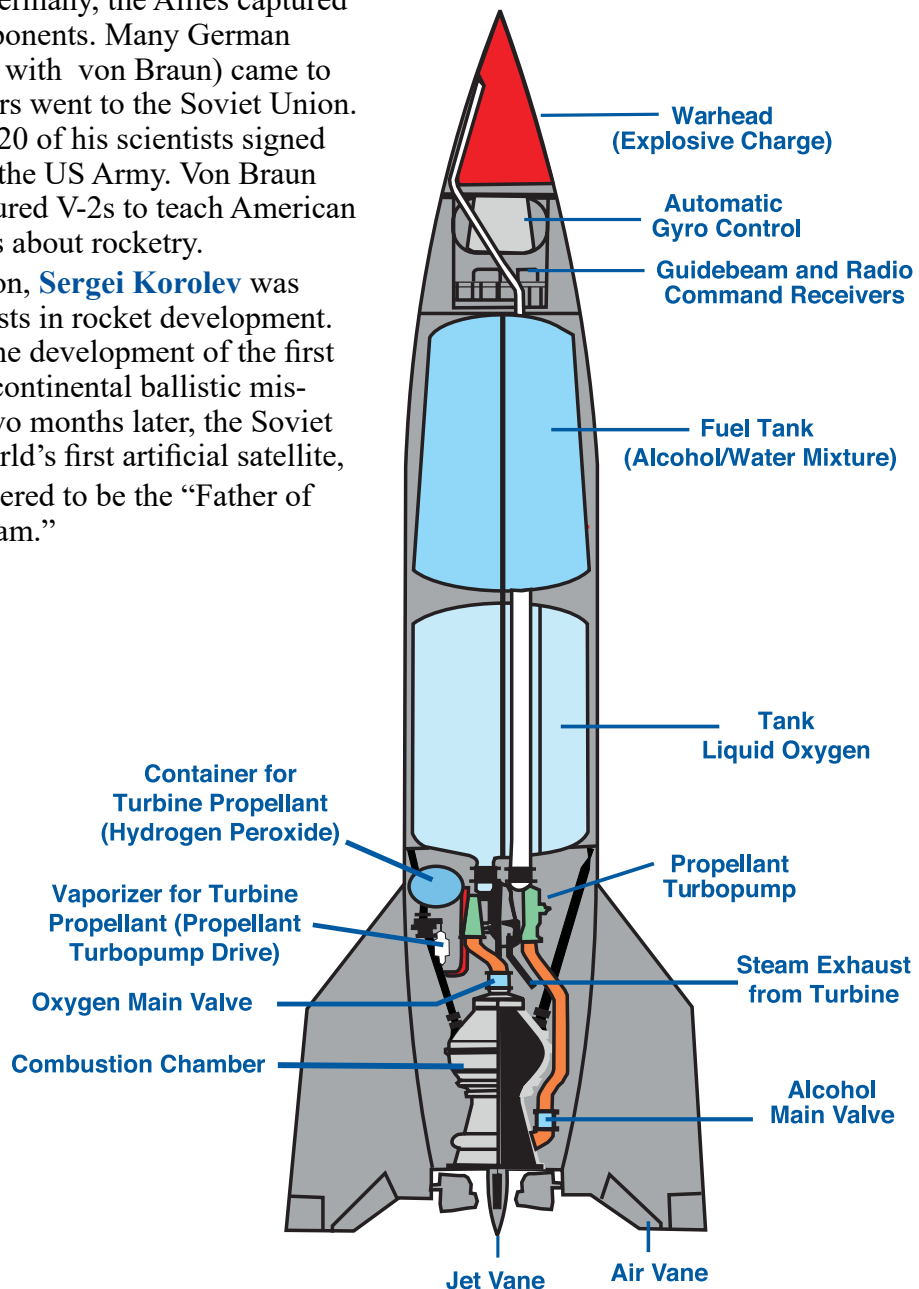 ermany, the Allies captured
ponents. Many German
with von Braun) came to
rs went to the Soviet Union.
20 of his scientists signed
the US Army. Von Braun
ured V-2s to teach American
s about rocketry.
on, Sergei Korolev was
sts in rocket development.
ne development of the first
continental ballistic mis-
vo months later, the Soviet
orld’s first artificial satellite,
ered to be the “Father of
am.”
Warhead
(Explosive Charge)
Automatic
Gyro Control
Guidebeam and Radio
Command Receivers
Fuel Tank
(Alcohol/Water Mixture)
Tank
Liquid Oxygen
Container for
Turbine Propellant
(Hydrogen Peroxide)
Propellant
Turbopump
Vaporizer for Turbine
Propellant (Propellant
Turbopump Drive)
Steam Exhaust
from Turbine
Oxygen Main Valve
Combustion Chamber
Alcohol
Main Valve
Jet Vane
Air Vane